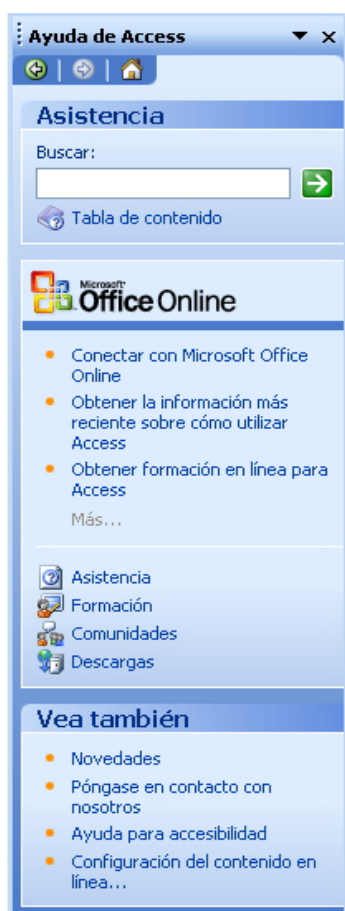 Ayuda de Access
Asistencia
Buscar:
Tabla de contenido
Microsoft
Office Online
Conectar con Microsoft Office
Online
Obtener la información más
reciente sobre cómo utilizar
Access
Obtener formación en línea para
Access
Más...
Asistencia
Formación
Comunidades
Descargas
Vea también
Novedades
Póngase en contacto con
nosotros
Ayuda para accesibilidad
Configuración del contenido en
línea...